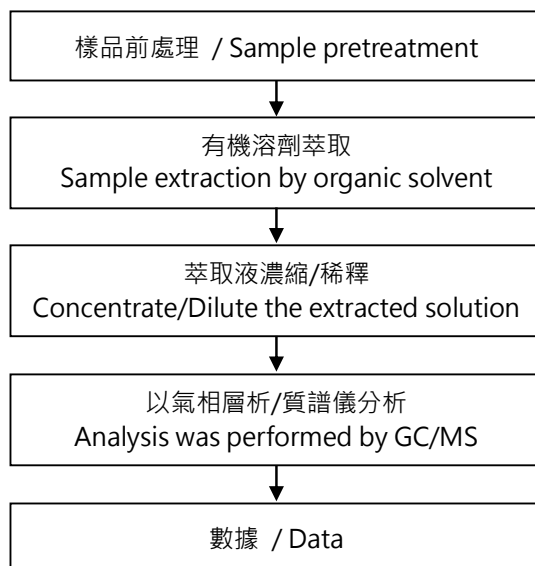 樣品前處理 / Sample pretreatment
有機溶劑萃取
Sample extraction by organic solvent
萃取液濃縮/稀釋
Concentrate/Dilute the extracted solution
以氣相層析/質譜儀分析
Analysis was performed by GC/MS
數據 / Data